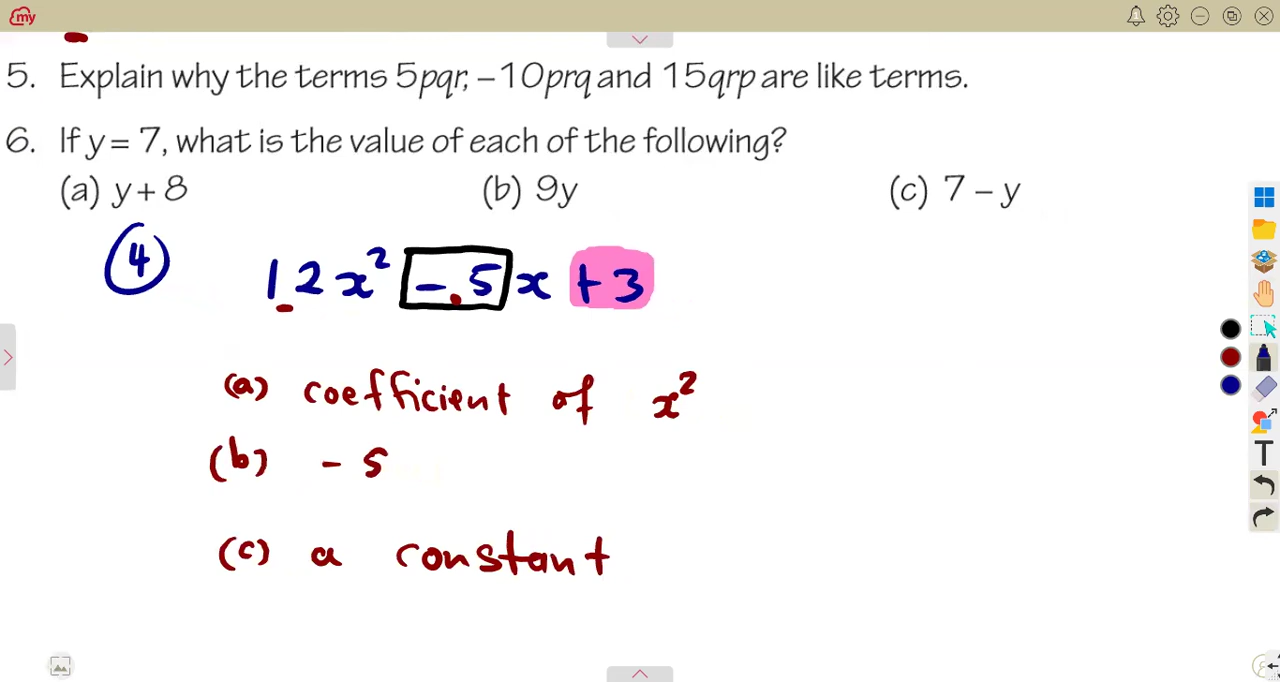 my
5. Explain why the terms 5pqr, –10prq and 15qrp are like terms.
6. If y = 7, what is the value of each of the following?
(a) y + 8 (b) 9y (c) 7 – y
4 12x² - 5x + 3
(a) coefficient of x²
(b) - 5
(c) a constant
T